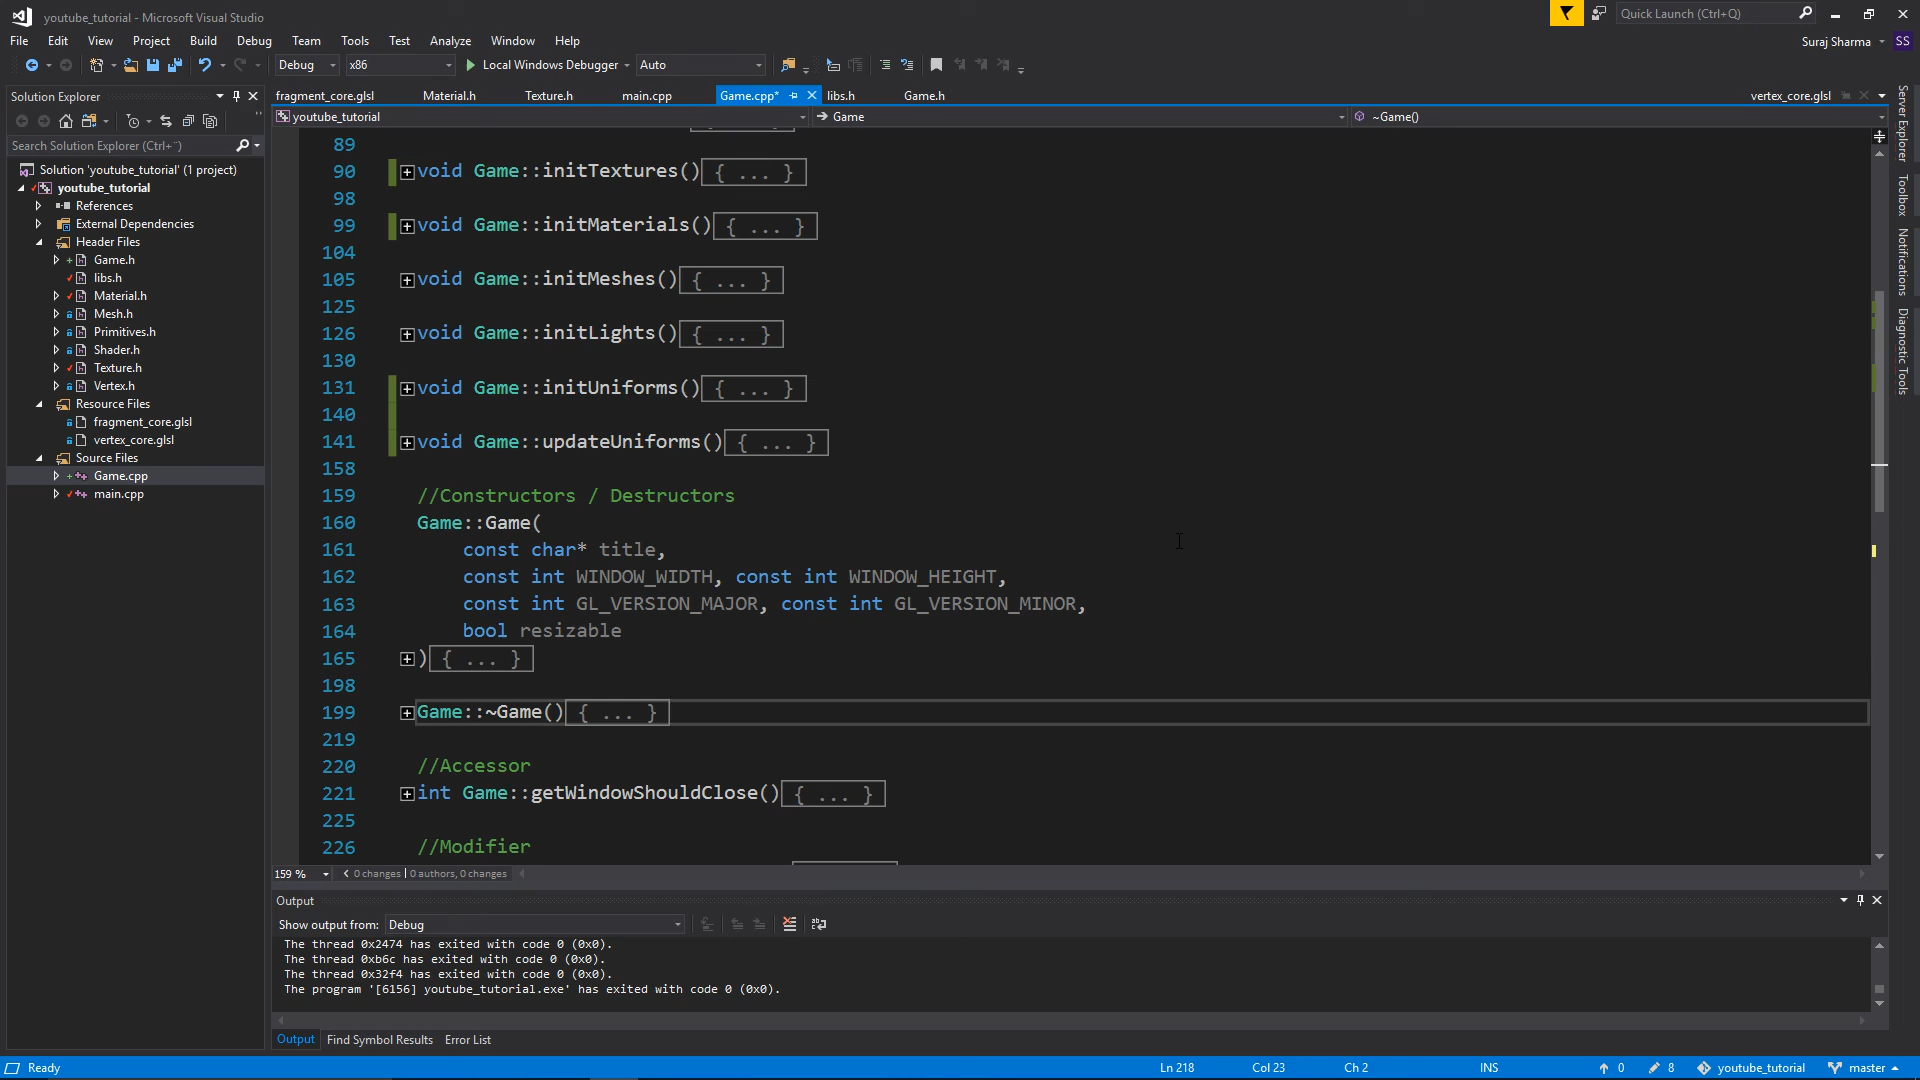 youtube_tutorial - Microsoft Visual Studio
Quick Launch (Ctrl+Q)
File Edit View Project Build Debug Team Tools Test Analyze Window Help
Suraj Sharma SS
Debug x86 Local Windows Debugger Auto
Solution Explorer
Search Solution Explorer (Ctrl+¨)
Solution 'youtube_tutorial' (1 project)
youtube_tutorial
References
External Dependencies
Header Files
Game.h
libs.h
Material.h
Mesh.h
Primitives.h
Shader.h
Texture.h
Vertex.h
Resource Files
fragment_core.glsl
vertex_core.glsl
Source Files
Game.cpp
main.cpp
fragment_core.glsl Material.h Texture.h main.cpp Game.cpp* libs.h Game.h vertex_core.glsl
youtube_tutorial Game ~Game()
89
90 void Game::initTextures(){ ... }
98
99 void Game::initMaterials(){ ... }
104
105 void Game::initMeshes(){ ... }
125
126 void Game::initLights(){ ... }
130
131 void Game::initUniforms(){ ... }
140
141 void Game::updateUniforms(){ ... }
158
159 //Constructors / Destructors
160 Game::Game(
161 const char* title,
162 const int WINDOW_WIDTH, const int WINDOW_HEIGHT,
163 const int GL_VERSION_MAJOR, const int GL_VERSION_MINOR,
164 bool resizable
165 ){ ... }
198
199 Game::~Game(){ ... }
219
220 //Accessor
221 int Game::getWindowShouldClose(){ ... }
225
226 //Modifier
159 % 0 changes | 0 authors, 0 changes
Output
Show output from: Debug
The thread 0x2474 has exited with code 0 (0x0).
The thread 0xb6c has exited with code 0 (0x0).
The thread 0x32f4 has exited with code 0 (0x0).
The program '[6156] youtube_tutorial.exe' has exited with code 0 (0x0).
Output Find Symbol Results Error List
Ready Ln 218 Col 23 Ch 2 INS 0 8 youtube_tutorial master
Server Explorer
Toolbox
Notifications
Diagnostic Tools